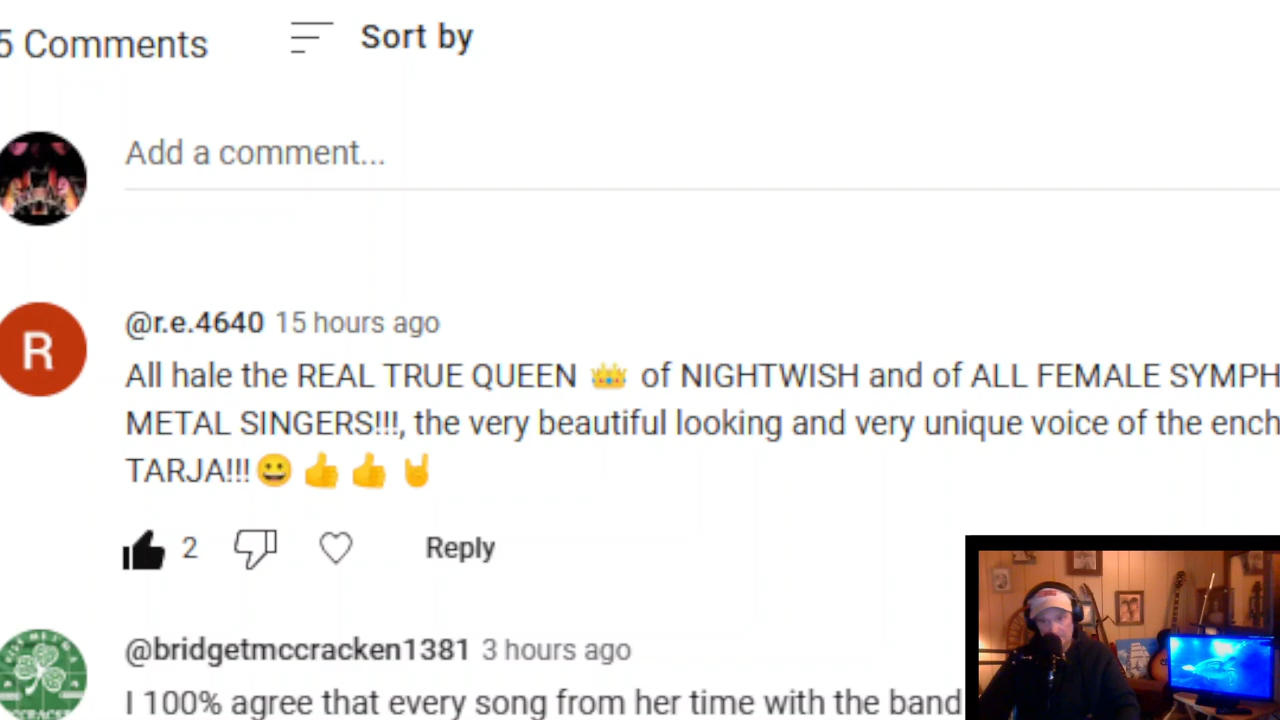 5 Comments Sort by
Add a comment...
R
@r.e.4640 15 hours ago
All hale the REAL TRUE QUEEN 👑 of NIGHTWISH and of ALL FEMALE SYMPH
METAL SINGERS!!!, the very beautiful looking and very unique voice of the ench
TARJA!!!😀👍👍🤘
2 Reply
@bridgetmccracken1381 3 hours ago
I 100% agree that every song from her time with the band